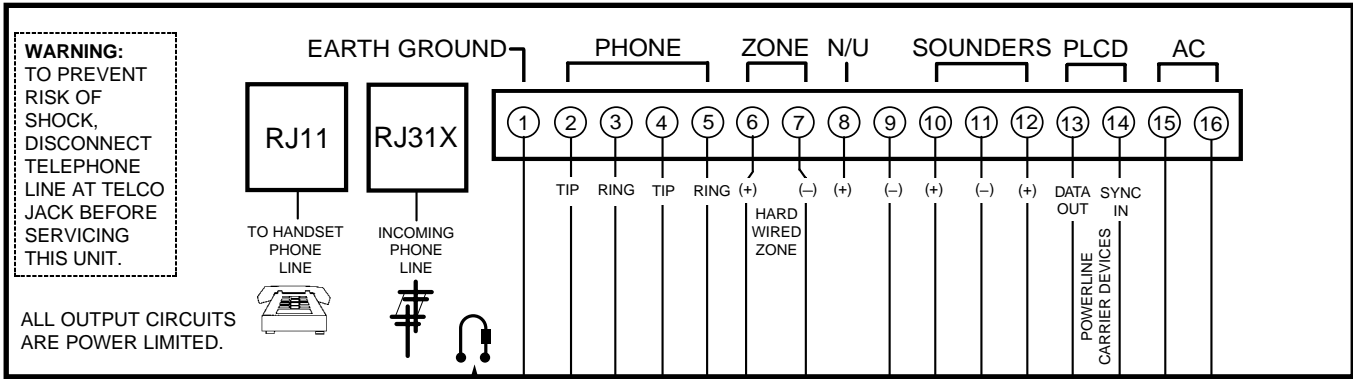 WARNING:
TO PREVENT
RISK OF
SHOCK,
DISCONNECT
TELEPHONE
LINE AT TELCO
JACK BEFORE
SERVICING
THIS UNIT.
ALL OUTPUT CIRCUITS
ARE POWER LIMITED.
RJ11
TO HANDSET
PHONE
LINE
RJ31X
INCOMING
PHONE
LINE
EARTH GROUND PHONE ZONE N/U SOUNDERS PLCD AC
1 2 3 4 5 6 7 8 9 10 11 12 13 14 15 16
TIP RING TIP RING (+) (–) (+) (–) (+) (–) (+)
HARD
WIRED
ZONE
DATA
OUT
SYNC
IN
POWERLINE
CARRIER DEVICES